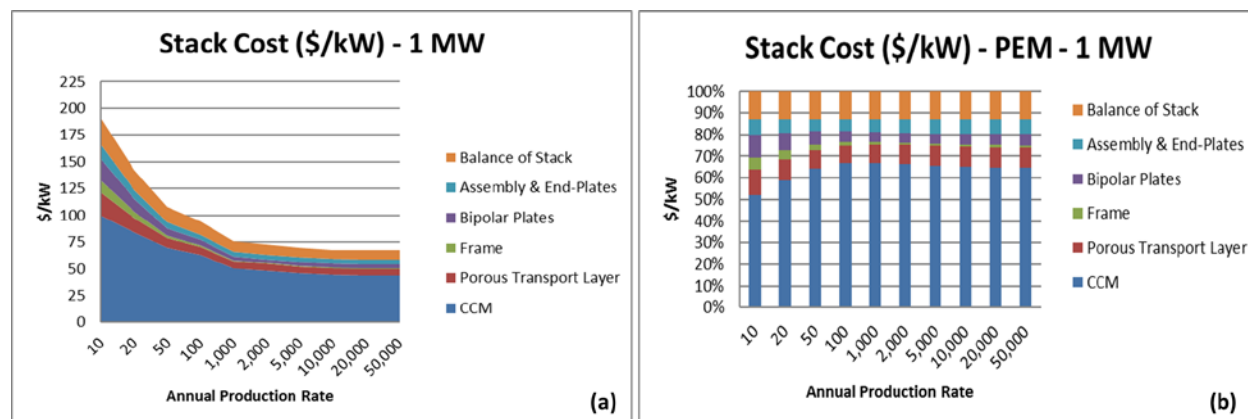 Stack Cost ($/kW) - 1 MW
225
200
175
150
125
100
75
50
25
0
$/kW
10
20
50
100
1,000
2,000
5,000
10,000
20,000
50,000
Annual Production Rate
Balance of Stack
Assembly & End-Plates
Bipolar Plates
Frame
Porous Transport Layer
CCM
(a)
Stack Cost ($/kW) - PEM - 1 MW
100%
90%
80%
70%
60%
50%
40%
30%
20%
10%
0%
$/kW
10
20
50
100
1,000
2,000
5,000
10,000
20,000
50,000
Annual Production Rate
Balance of Stack
Assembly & End-Plates
Bipolar Plates
Frame
Porous Transport Layer
CCM
(b)